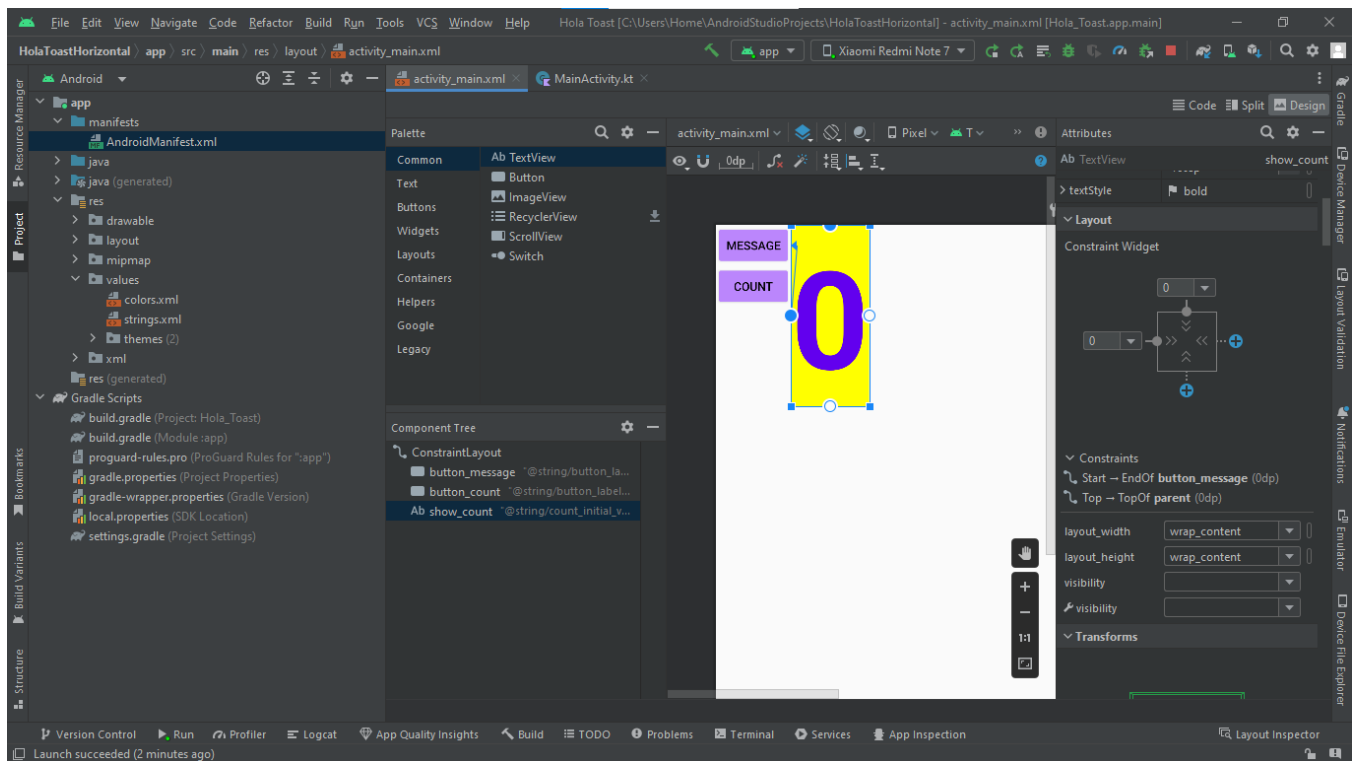 File Edit View Navigate Code Refactor Build Run Tools VCS Window Help Hola Toast [C:\Users\Home\AndroidStudioProjects\HolaToastHorizontal] - activity_main.xml [Hola_Toast.app.main]
HolaToastHorizontal app src main res layout activity_main.xml app Xiaomi Redmi Note 7
Android activity_main.xml MainActivity.kt
Code Split Design
Resource Manager
Project
Bookmarks
Build Variants
Structure
app
manifests
AndroidManifest.xml
java
java (generated)
res
drawable
layout
mipmap
values
colors.xml
strings.xml
themes (2)
xml
res (generated)
Gradle Scripts
build.gradle (Project: Hola_Toast)
build.gradle (Module :app)
proguard-rules.pro (ProGuard Rules for ":app")
gradle.properties (Project Properties)
gradle-wrapper.properties (Gradle Version)
local.properties (SDK Location)
settings.gradle (Project Settings)
Palette
Common
Text
Buttons
Widgets
Layouts
Containers
Helpers
Google
Legacy
Ab TextView
Button
ImageView
RecyclerView
ScrollView
Switch
Component Tree
ConstraintLayout
button_message "@string/button_la...
button_count "@string/button_label...
Ab show_count "@string/count_initial_v...
activity_main.xml Pixel T
0dp
MESSAGE
COUNT
0
1:1
Attributes
Ab TextView show_count
textStyle bold
Layout
Constraint Widget
0
0
Constraints
Start → EndOf button_message (0dp)
Top → TopOf parent (0dp)
layout_width wrap_content
layout_height wrap_content
visibility
visibility
Transforms
Gradle
Device Manager
Layout Validation
Notifications
Emulator
Device File Explorer
Version Control Run Profiler Logcat App Quality Insights Build TODO Problems Terminal Services App Inspection Layout Inspector
Launch succeeded (2 minutes ago)